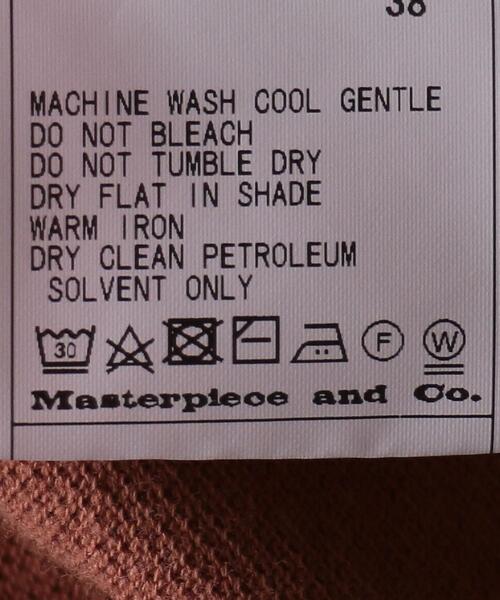 38
MACHINE WASH COOL GENTLE
DO NOT BLEACH
DO NOT TUMBLE DRY
DRY FLAT IN SHADE
WARM IRON
DRY CLEAN PETROLEUM
SOLVENT ONLY
30 F W
Masterpiece and Co.